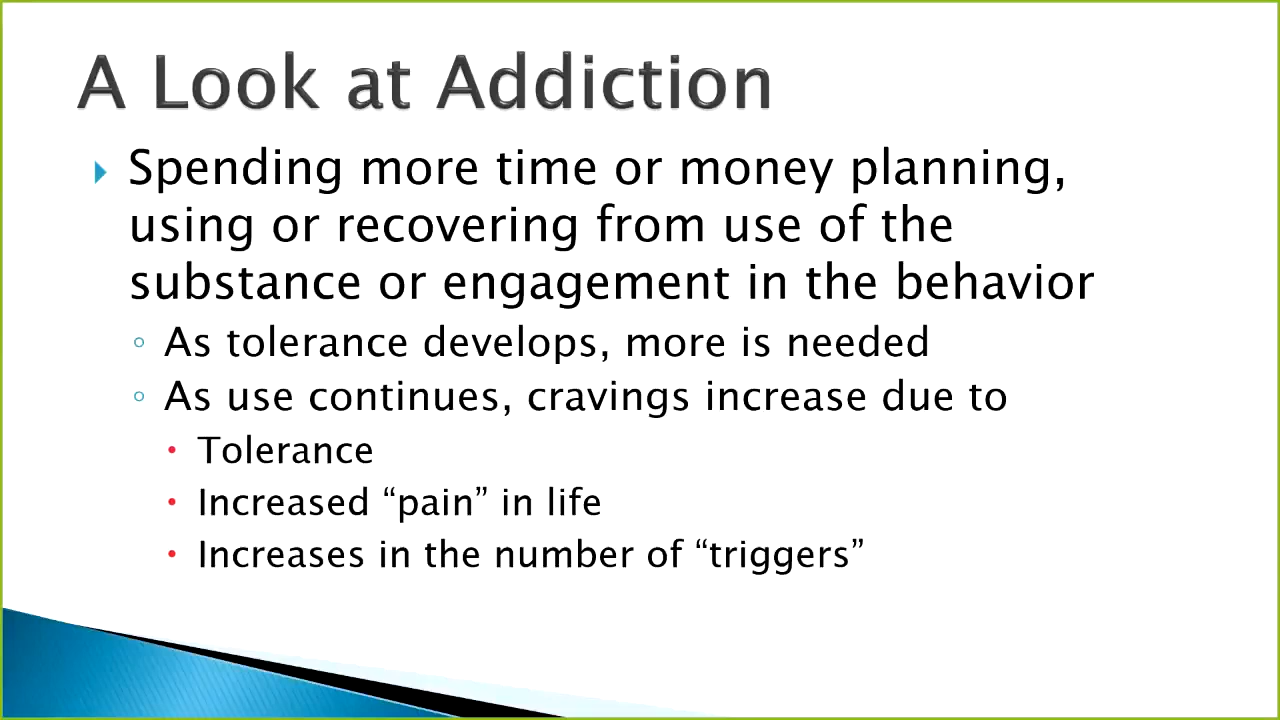 A Look at Addiction
Spending more time or money planning,
using or recovering from use of the
substance or engagement in the behavior
As tolerance develops, more is needed
As use continues, cravings increase due to
Tolerance
Increased “pain” in life
Increases in the number of “triggers”